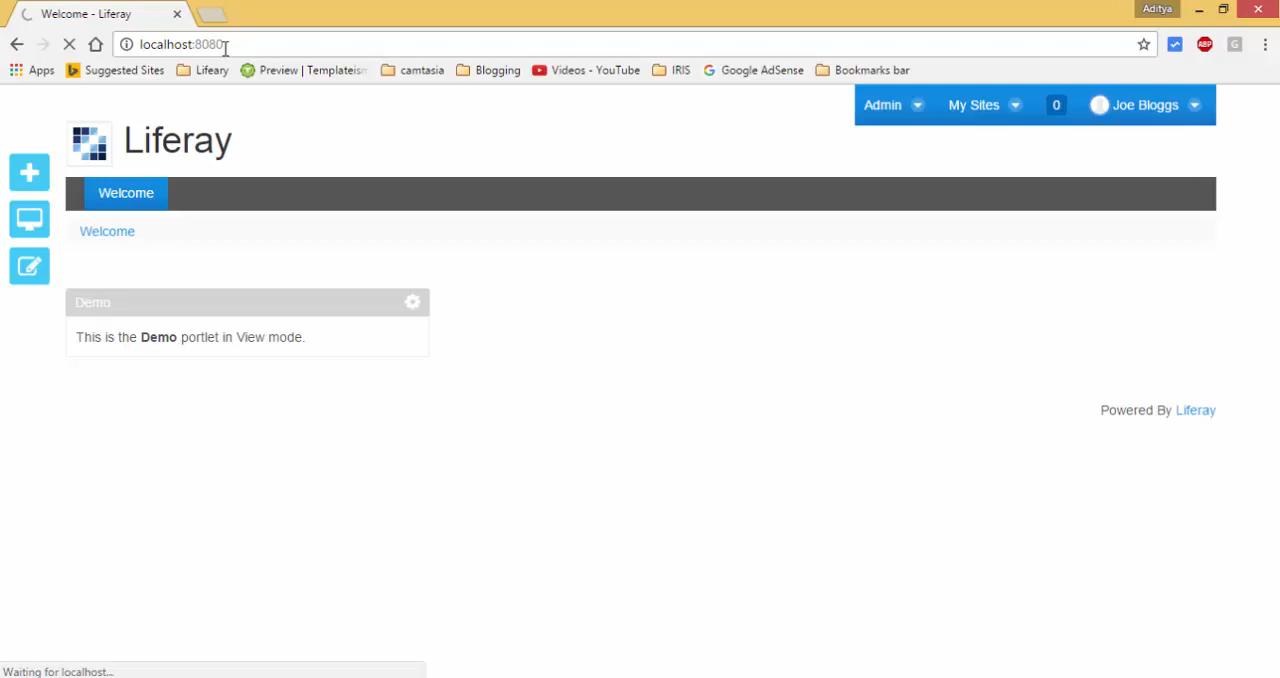 Welcome - Liferay
Aditya
localhost:8080
ABP
G
Apps
Suggested Sites
Lifeary
Preview | Templateism
camtasia
Blogging
Videos - YouTube
IRIS
Google AdSense
Bookmarks bar
Admin
My Sites
0
Joe Bloggs
Liferay
Welcome
Welcome
Demo
This is the Demo portlet in View mode.
Powered By Liferay
Waiting for localhost...